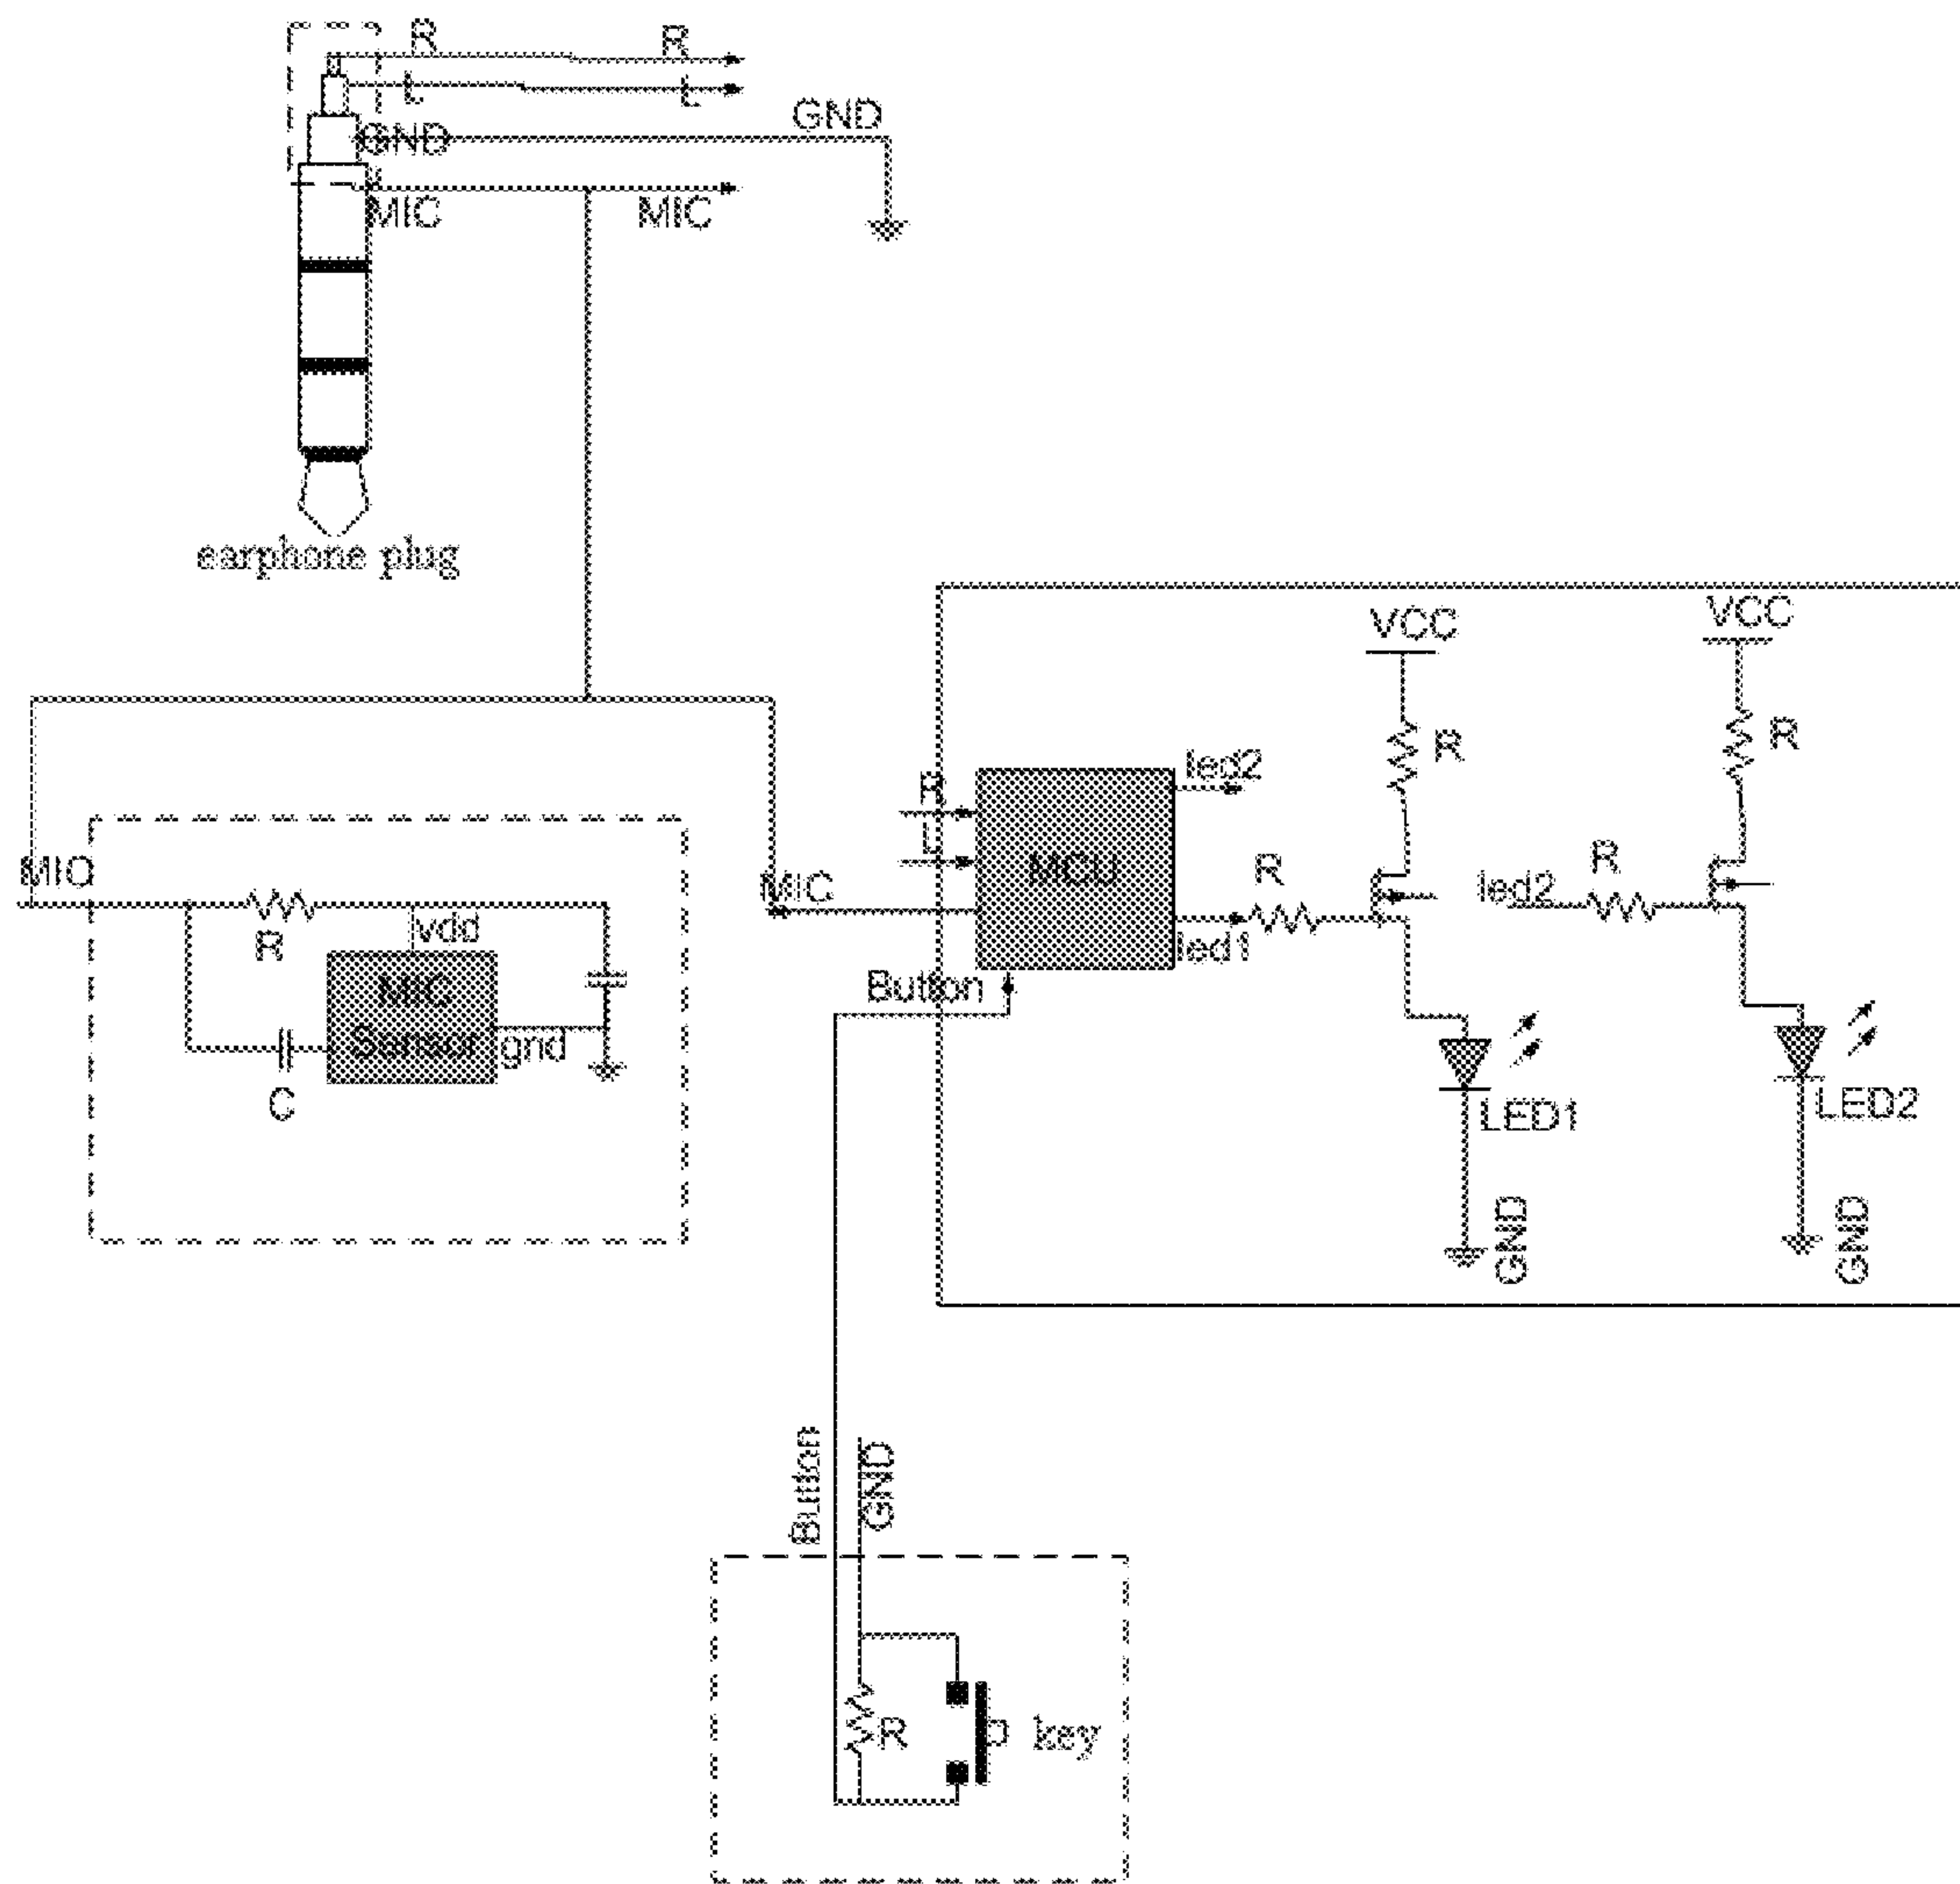 R R
L L
GND GND
MIC MIC
earphone plug
VCC VCC
R R
led2
R
L
MCU
MIC
R
led1
led2
R
Button
MIC
R
vdd
MIC
Sensor
gnd
C
LED1
LED2
GND
GND
Button
GND
R
key